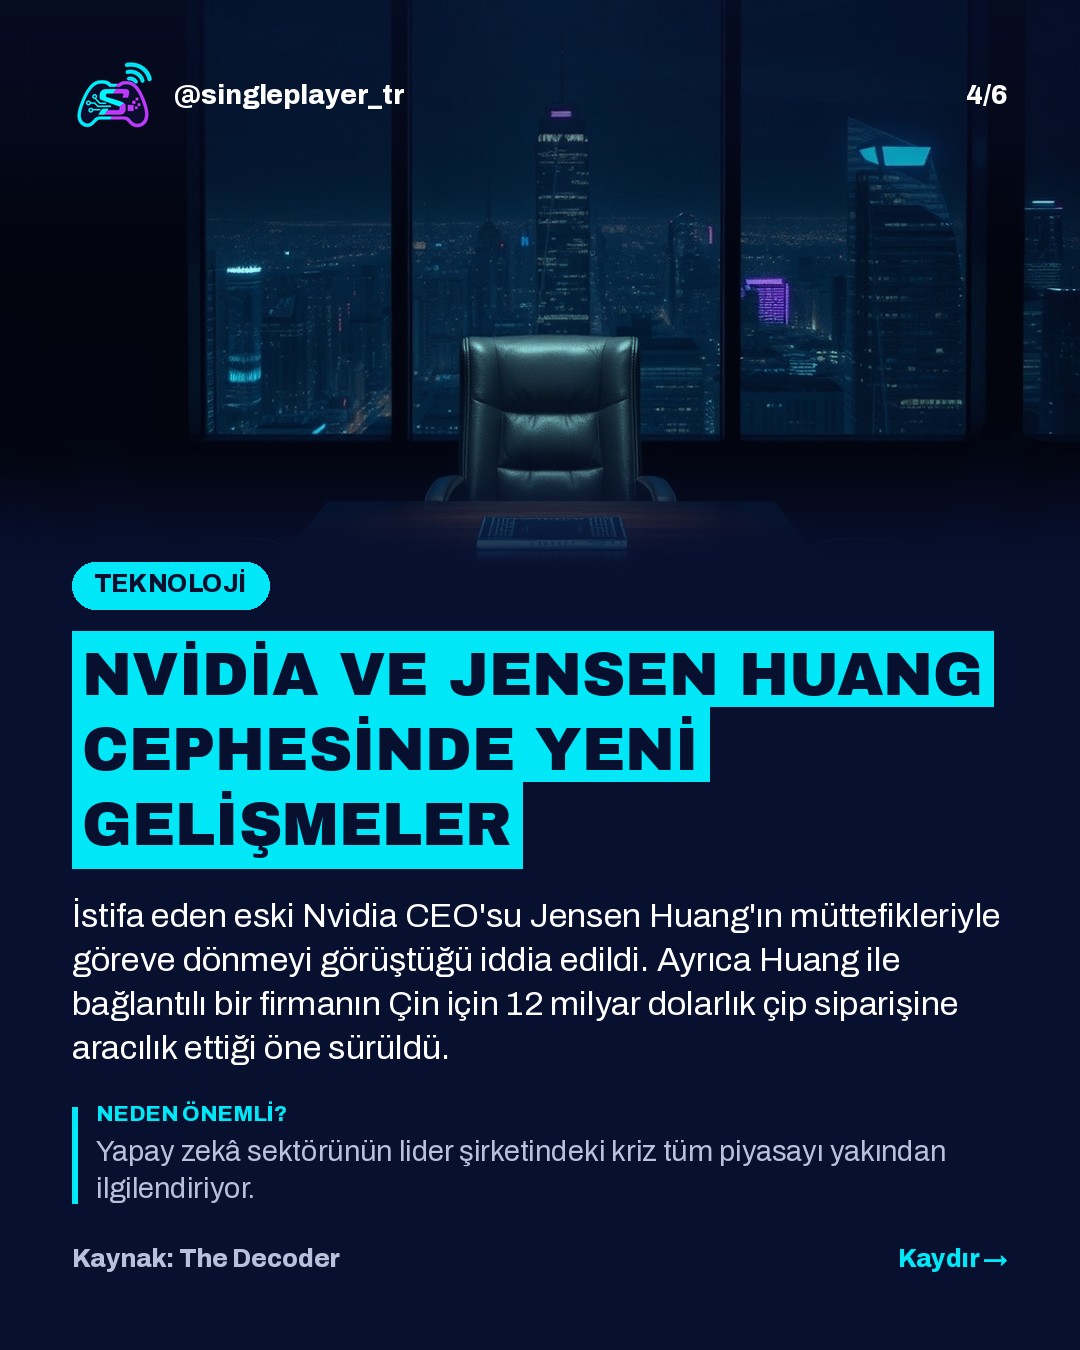 @singleplayer_tr
4/6
TEKNOLOJİ
NVİDİA VE JENSEN HUANG
CEPHESİNDE YENİ
GELİŞMELER
İstifa eden eski Nvidia CEO'su Jensen Huang'ın müttefikleriyle
göreve dönmeyi görüştüğü iddia edildi. Ayrıca Huang ile
bağlantılı bir firmanın Çin için 12 milyar dolarlık çip siparişine
aracılık ettiği öne sürüldü.
NEDEN ÖNEMLİ?
Yapay zekâ sektörünün lider şirketindeki kriz tüm piyasayı yakından
ilgilendiriyor.
Kaynak: The Decoder
Kaydır→